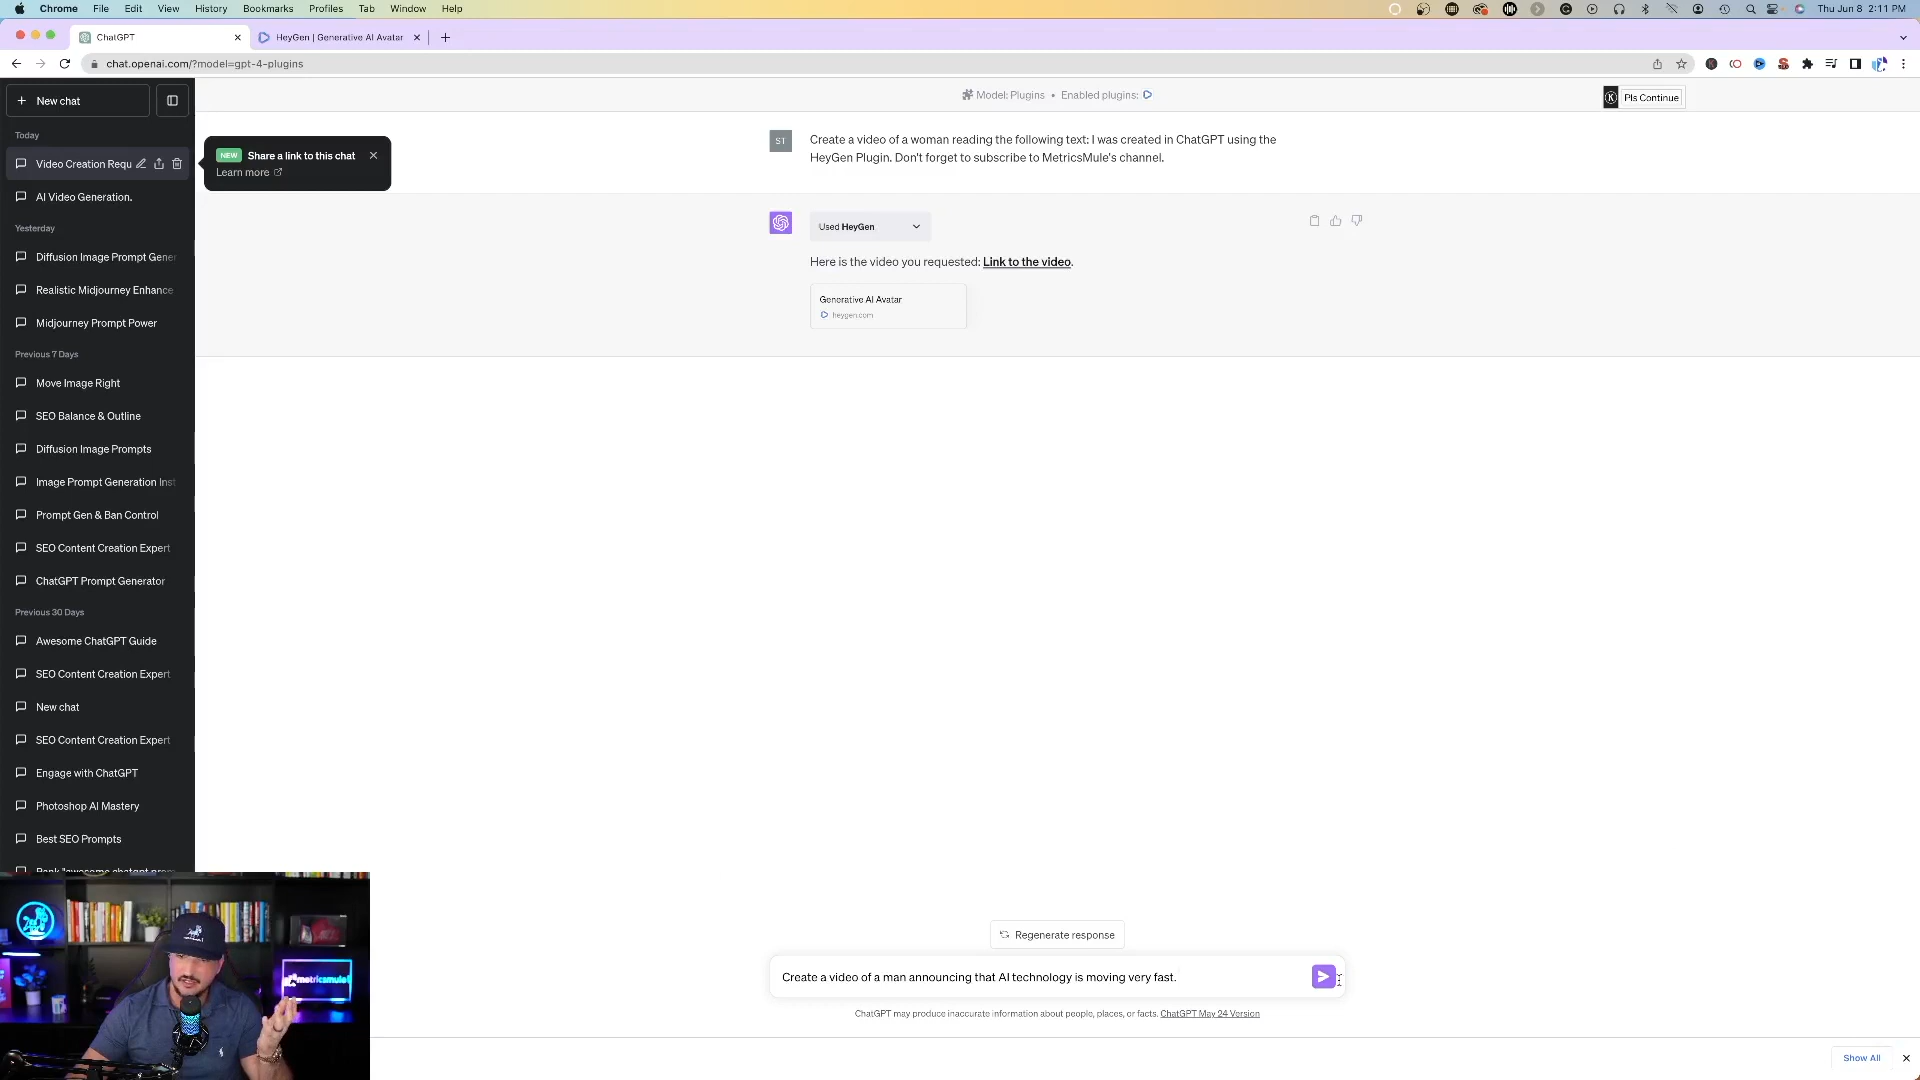 Chrome File Edit View History Bookmarks Profiles Tab Window Help
Thu Jun 8 2:11 PM
ChatGPT
HeyGen | Generative AI Avatar
chat.openai.com/?model=gpt-4-plugins
New chat
Model: Plugins • Enabled plugins:
Pls Continue
Today
Video Creation Requ
AI Video Generation.
NEW Share a link to this chat
Learn more
Yesterday
Diffusion Image Prompt Gener
Realistic Midjourney Enhance
Midjourney Prompt Power
Previous 7 Days
Move Image Right
SEO Balance & Outline
Diffusion Image Prompts
Image Prompt Generation Inst
Prompt Gen & Ban Control
SEO Content Creation Expert
ChatGPT Prompt Generator
Previous 30 Days
Awesome ChatGPT Guide
SEO Content Creation Expert
New chat
SEO Content Creation Expert
Engage with ChatGPT
Photoshop AI Mastery
Best SEO Prompts
ST
Create a video of a woman reading the following text: I was created in ChatGPT using the
HeyGen Plugin. Don't forget to subscribe to MetricsMule's channel.
Used HeyGen
Here is the video you requested: Link to the video.
Generative AI Avatar
heygen.com
Regenerate response
Create a video of a man announcing that AI technology is moving very fast.
ChatGPT may produce inaccurate information about people, places, or facts. ChatGPT May 24 Version
Show All
metricsmule